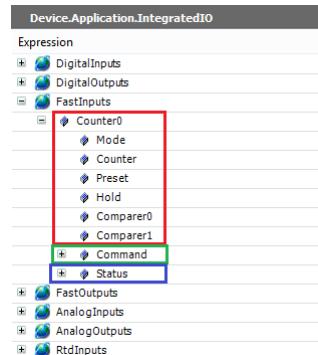 Device.Application.IntegratedIO
Expression
DigitalInputs
DigitalOutputs
FastInputs
Counter0
Mode
Counter
Preset
Hold
Comparer0
Comparer1
Command
Status
FastOutputs
AnalogInputs
AnalogOutputs
RtdInputs